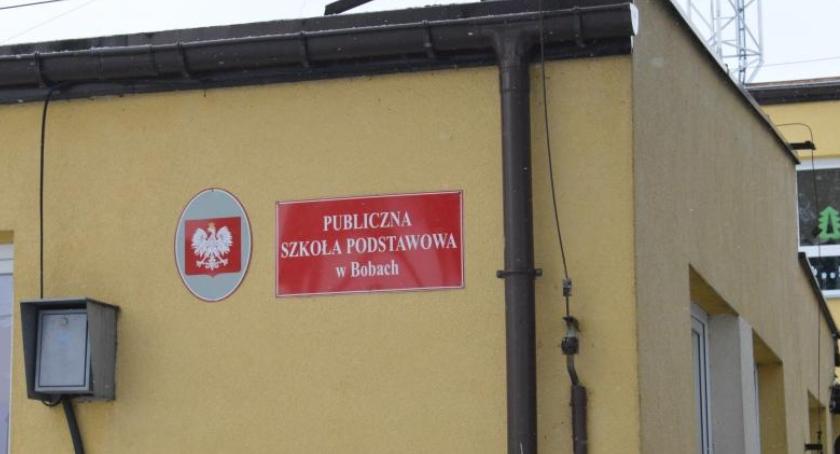 PUBLICZNA
SZKOŁA PODSTAWOWA
w Bobach